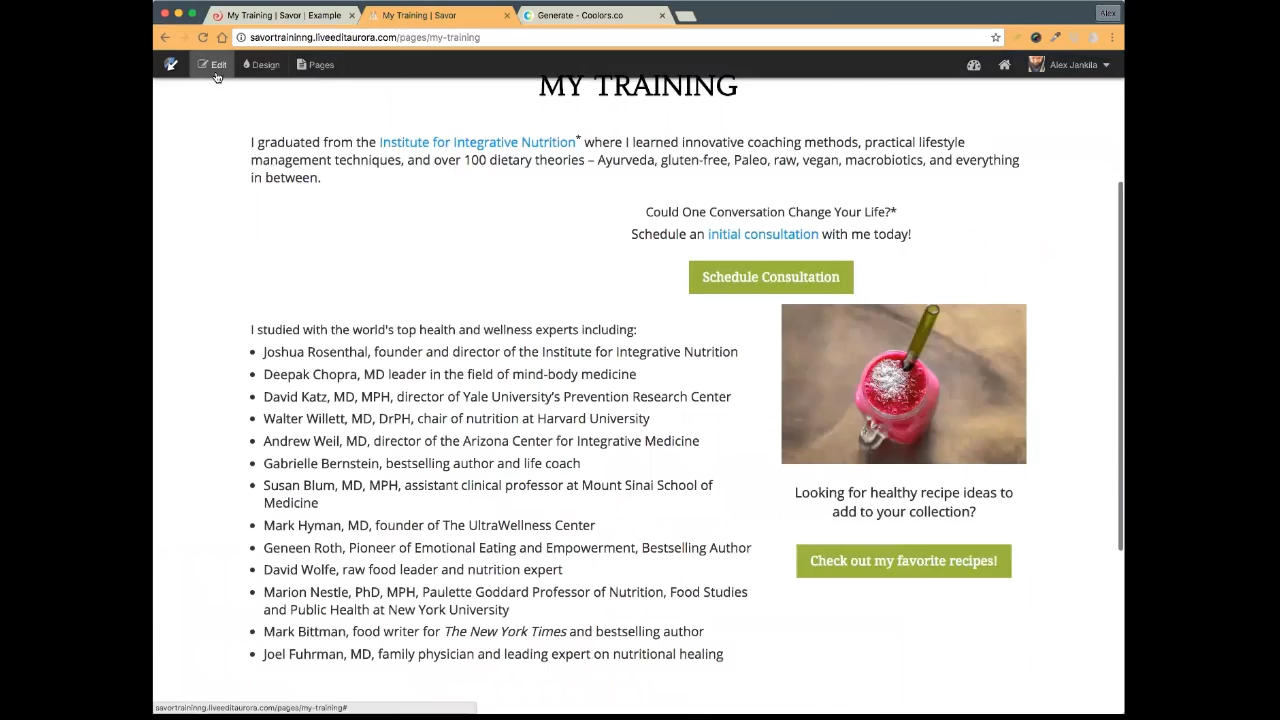 My Training | Savor | Example
My Training | Savor
Generate - Coolors.co
Alex
savortraininng.liveeditaurora.com/pages/my-training
Edit
Design
Pages
Alex Jankila
MY TRAINING
I graduated from the Institute for Integrative Nutrition* where I learned innovative coaching methods, practical lifestyle
management techniques, and over 100 dietary theories – Ayurveda, gluten-free, Paleo, raw, vegan, macrobiotics, and everything
in between.
Could One Conversation Change Your Life?*
Schedule an initial consultation with me today!
Schedule Consultation
I studied with the world's top health and wellness experts including:
• Joshua Rosenthal, founder and director of the Institute for Integrative Nutrition
• Deepak Chopra, MD leader in the field of mind-body medicine
• David Katz, MD, MPH, director of Yale University's Prevention Research Center
• Walter Willett, MD, DrPH, chair of nutrition at Harvard University
• Andrew Weil, MD, director of the Arizona Center for Integrative Medicine
• Gabrielle Bernstein, bestselling author and life coach
• Susan Blum, MD, MPH, assistant clinical professor at Mount Sinai School of
Medicine
• Mark Hyman, MD, founder of The UltraWellness Center
• Geneen Roth, Pioneer of Emotional Eating and Empowerment, Bestselling Author
• David Wolfe, raw food leader and nutrition expert
• Marion Nestle, PhD, MPH, Paulette Goddard Professor of Nutrition, Food Studies
and Public Health at New York University
• Mark Bittman, food writer for The New York Times and bestselling author
• Joel Fuhrman, MD, family physician and leading expert on nutritional healing
Looking for healthy recipe ideas to
add to your collection?
Check out my favorite recipes!
savortraininng.liveeditaurora.com/pages/my-training#